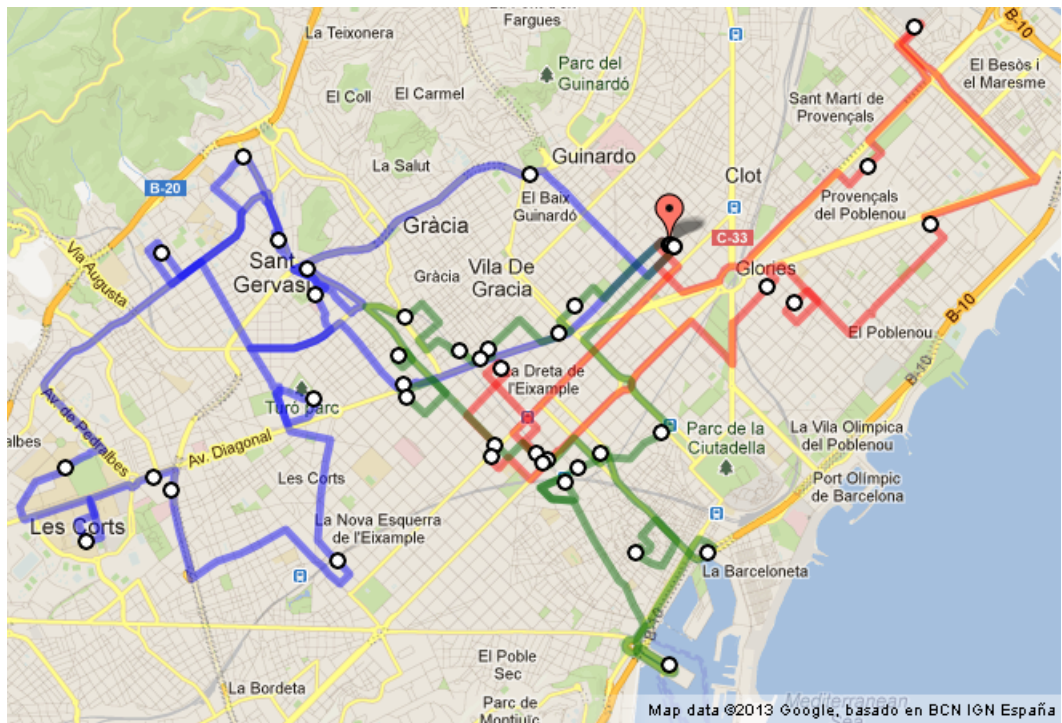 Fargues
La Teixonera
B-10
El Besòs i
el Maresme
Parc del
Guinardó
El Coll
El Carmel
Sant Martí de
Provençals
La Salut
Guinardo
Clot
B-20
El Baix
Guinardó
Provençals
del Poblenou
Gràcia
C-33
Via Augusta
Sant
Gervasi
Gràcia
Vila De
Gracia
Glories
B-10
El Poblenou
La Dreta de
l'Eixample
Turó parc
Av. de Pedralbes
albes
Av. Diagonal
Parc de la
Ciutadella
La Vila Olimpica
del Poblenou
Les Corts
Port Olímpic
de Barcelona
Les Corts
La Nova Esquerra
de l'Eixample
La Barceloneta
B-10
El Poble
Sec
La Bordeta
Parc de
Montjuïc
Mediterranean
Sea
Map data ©2013 Google, basado en BCN IGN España